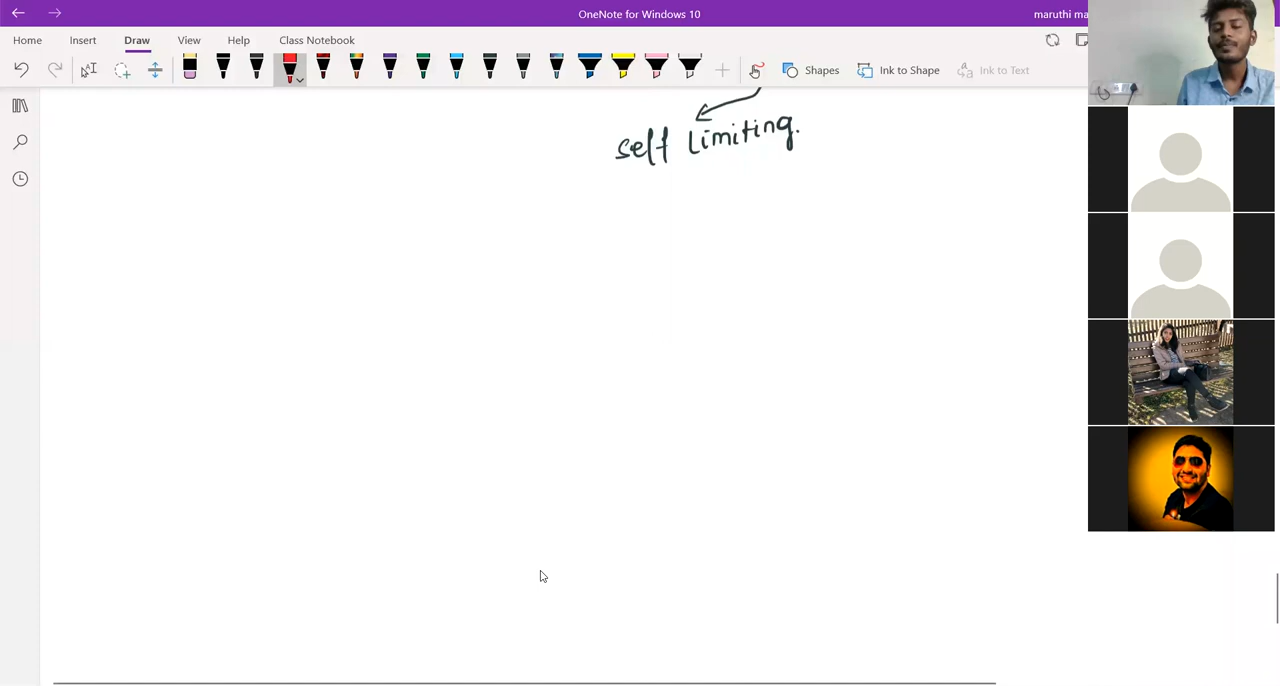 OneNote for Windows 10
maruthi ma
Home Insert Draw View Help Class Notebook
Shapes Ink to Shape Ink to Text
self limiting.